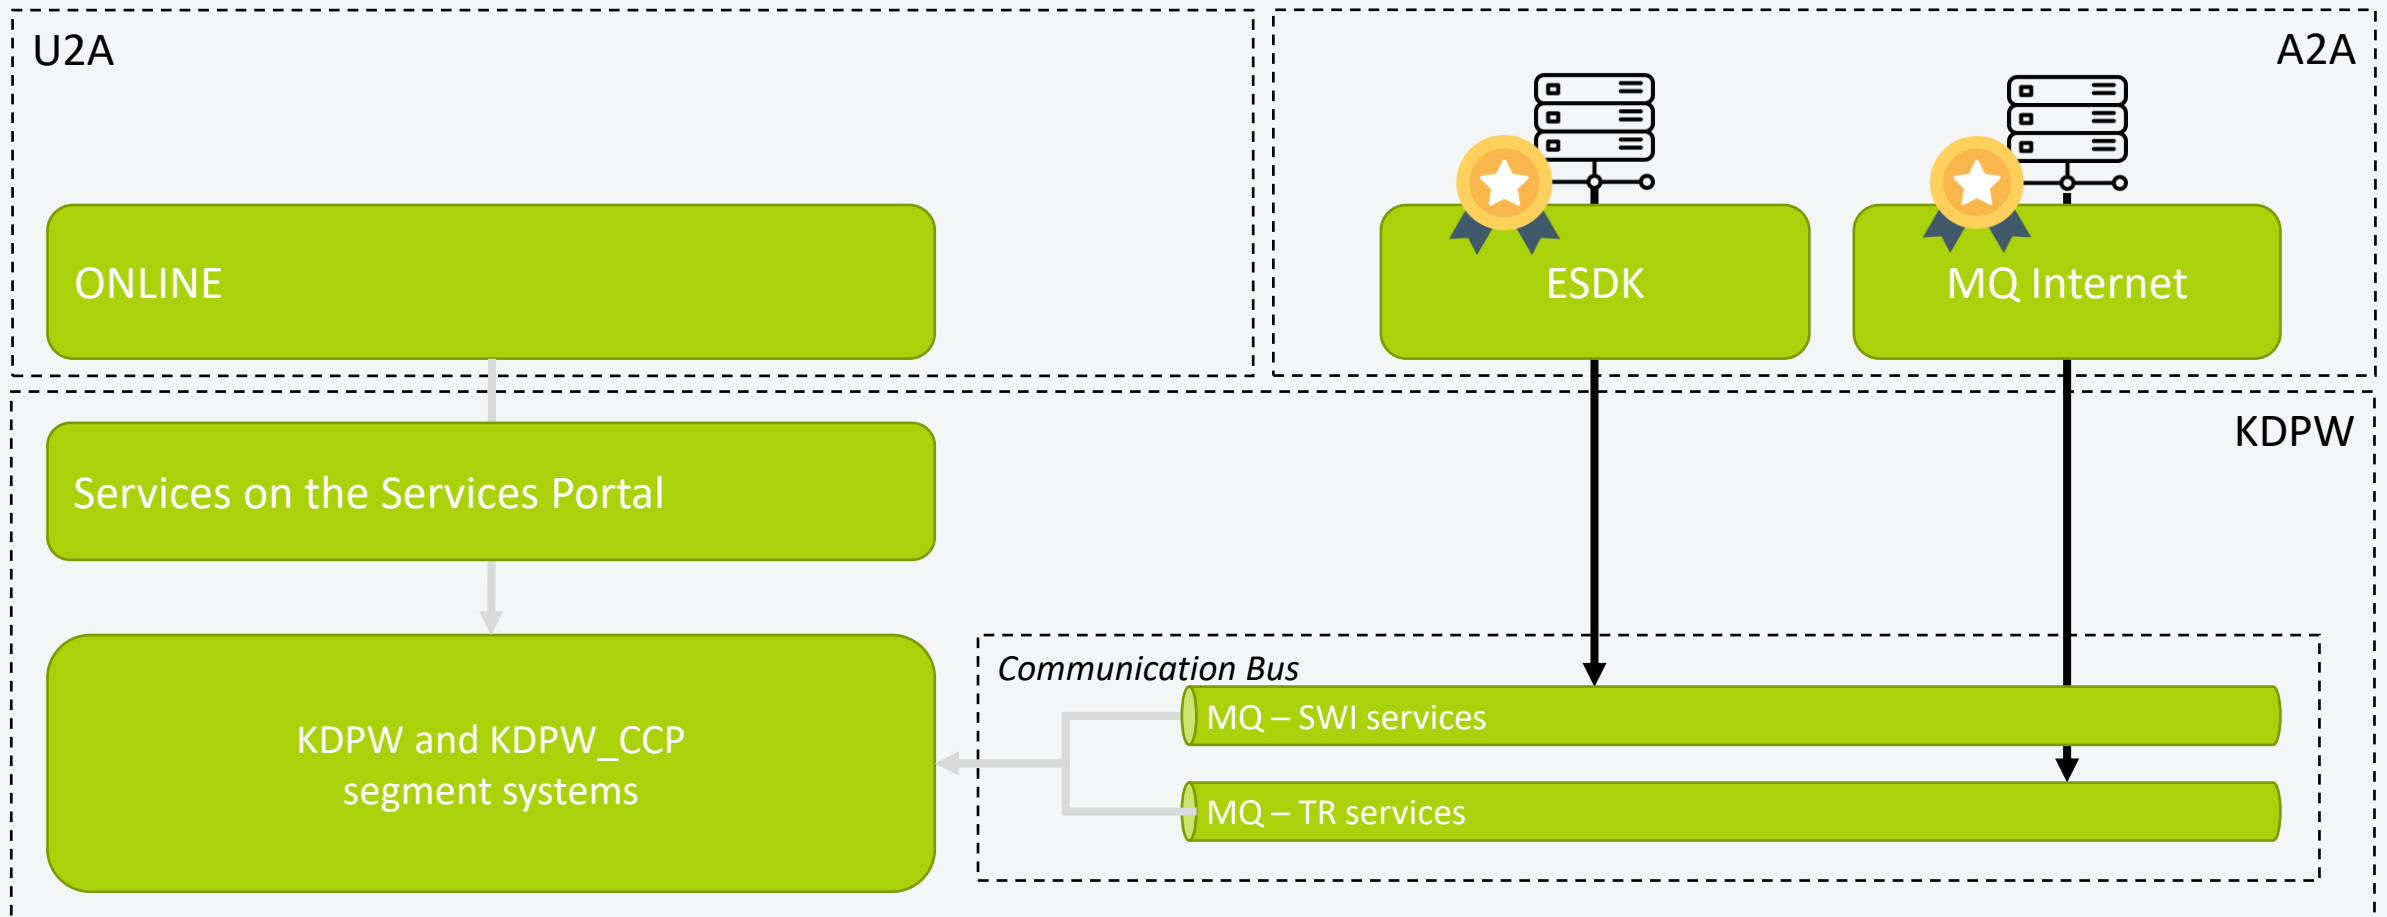 U2A
A2A
ONLINE
ESDK
MQ Internet
KDPW
Services on the Services Portal
Communication Bus
MQ – SWI services
KDPW and KDPW_CCP
segment systems
MQ – TR services